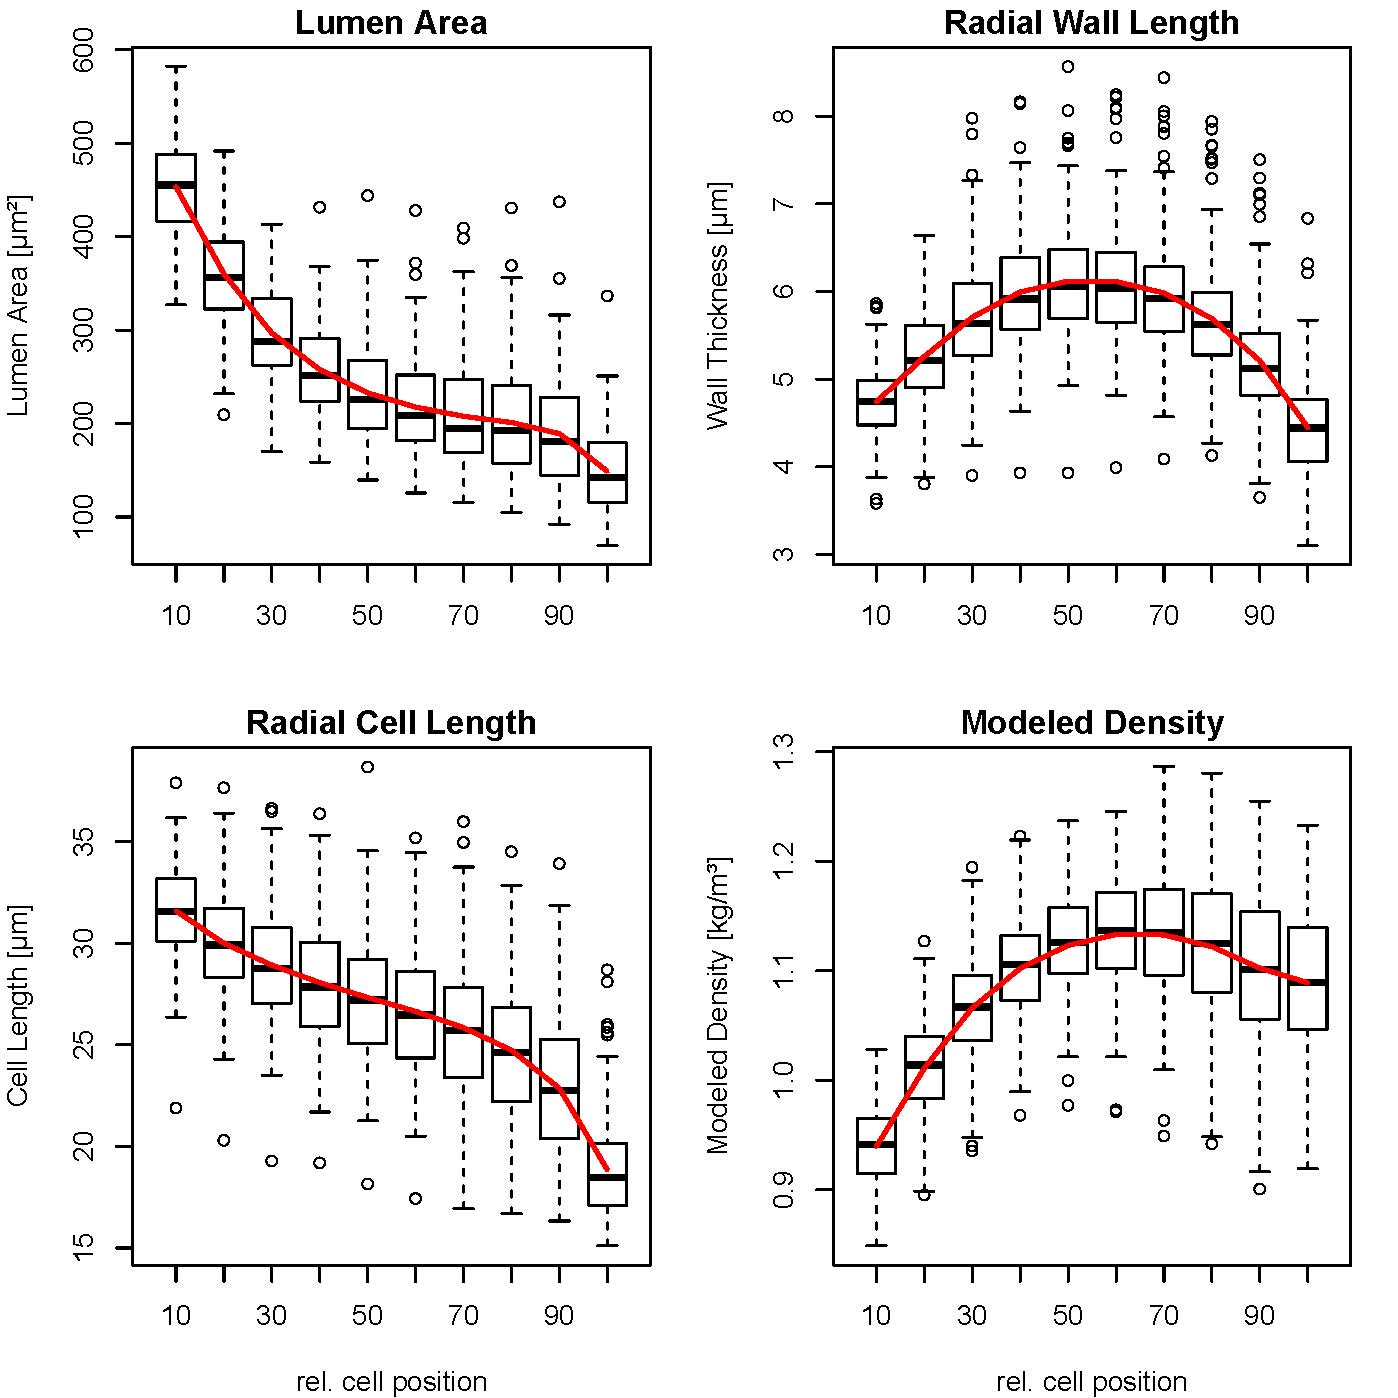 Lumen Area
Lumen Area [µm²]
600
500
400
300
200
100
10 30 50 70 90
Radial Wall Length
Wall Thickness [µm]
8
7
6
5
4
3
10 30 50 70 90
Radial Cell Length
Cell Length [µm]
35
30
25
20
15
10 30 50 70 90
rel. cell position
Modeled Density
Modeled Density [kg/m³]
1.3
1.2
1.1
1.0
0.9
10 30 50 70 90
rel. cell position